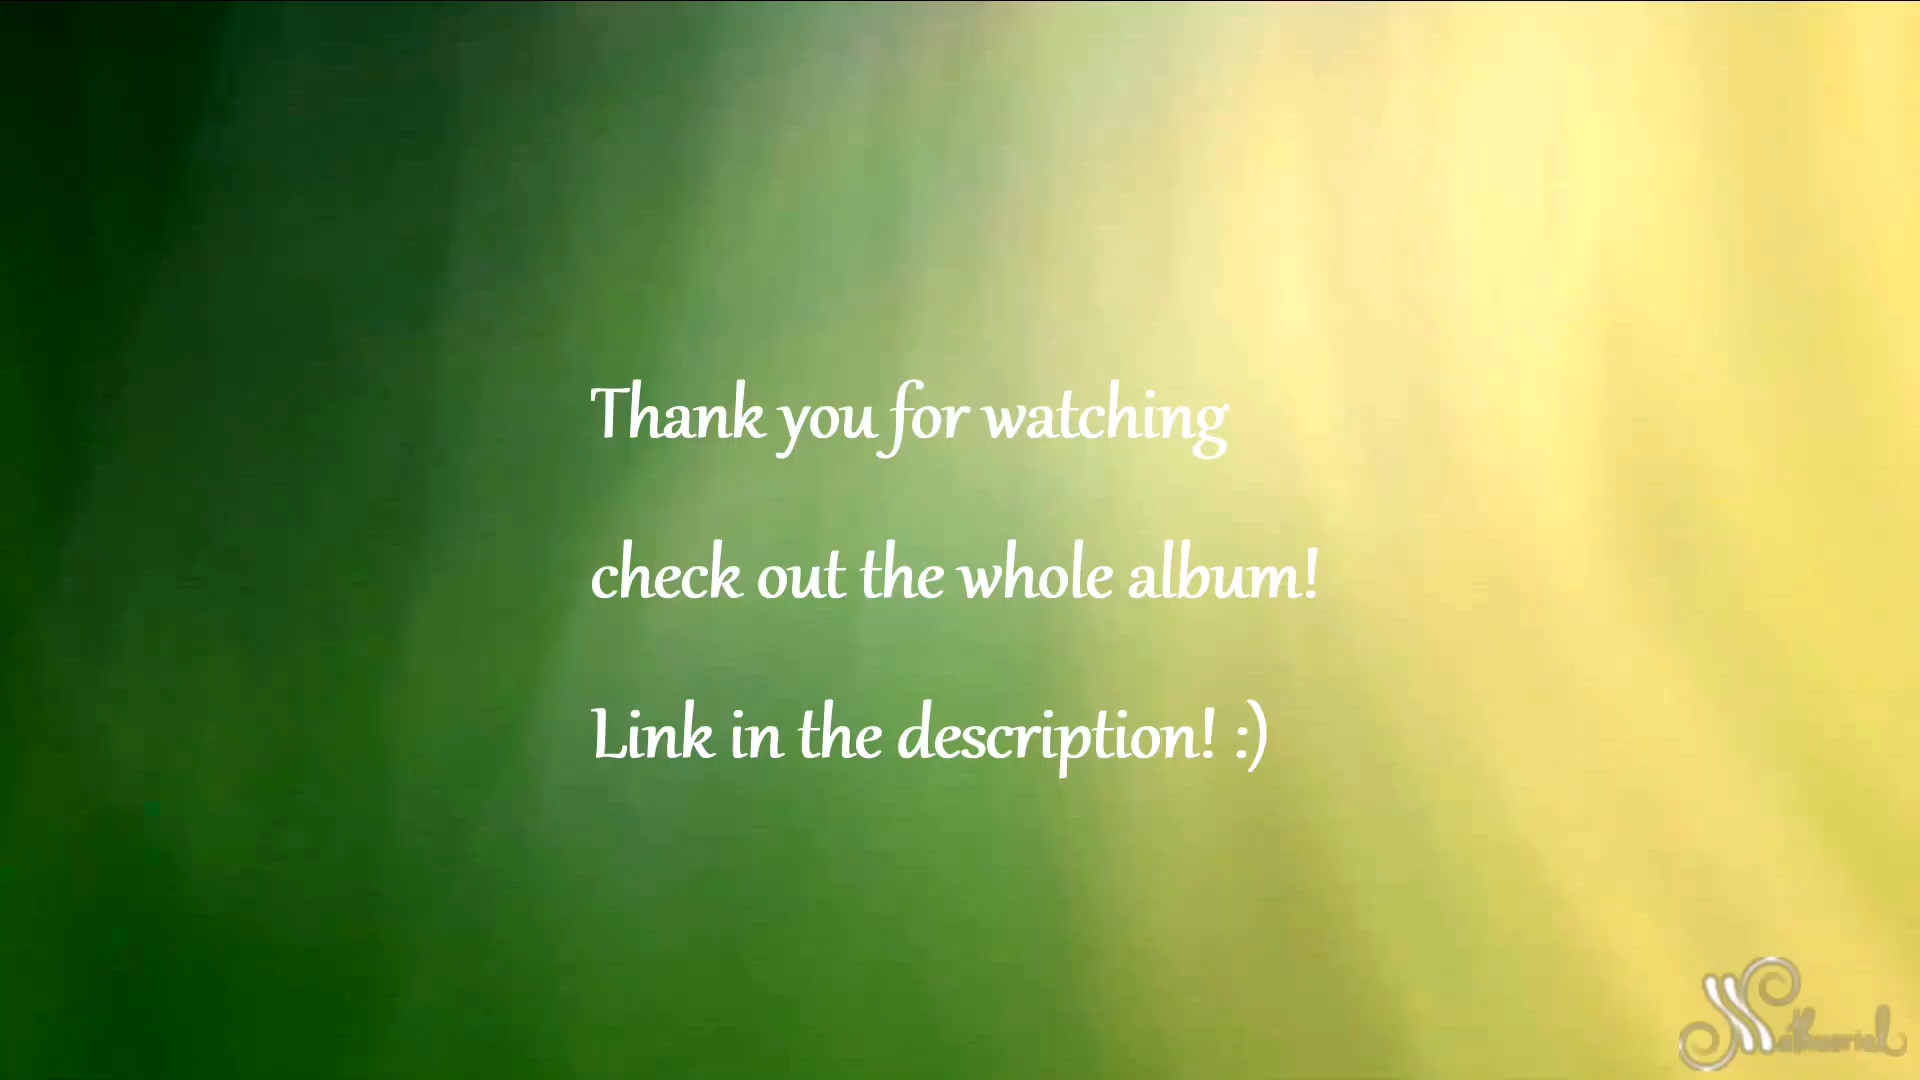 Thank you for watching
check out the whole album!
Link in the description! :)